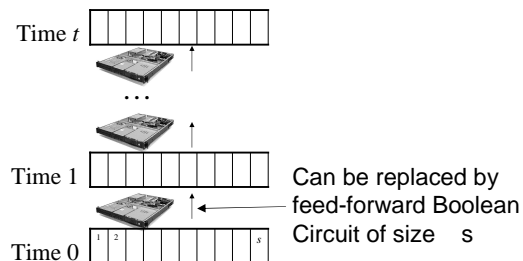 Time t
...
Time 1
Can be replaced by
feed-forward Boolean
Circuit of size s
1 2 s
Time 0